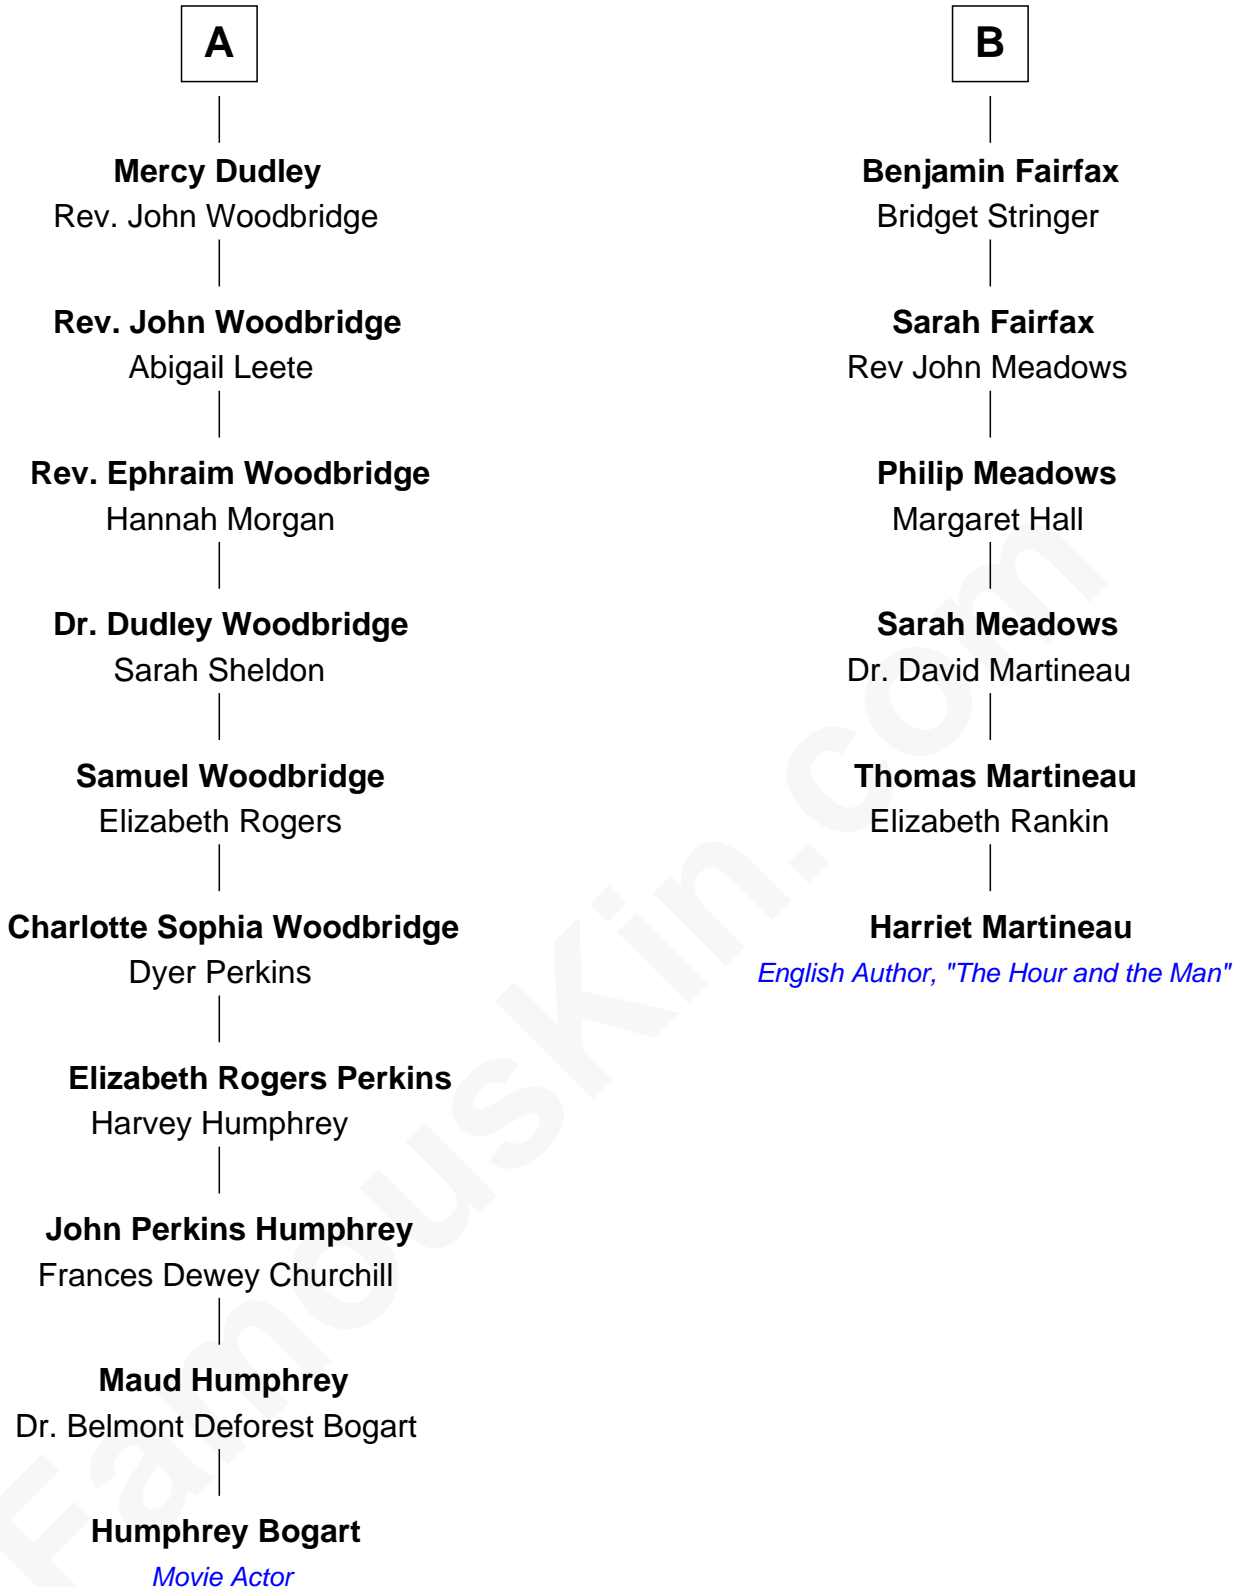 A
Mercy Dudley
Rev. John Woodbridge
Rev. John Woodbridge
Abigail Leete
Rev. Ephraim Woodbridge
Hannah Morgan
Dr. Dudley Woodbridge
Sarah Sheldon
Samuel Woodbridge
Elizabeth Rogers
Charlotte Sophia Woodbridge
Dyer Perkins
Elizabeth Rogers Perkins
Harvey Humphrey
John Perkins Humphrey
Frances Dewey Churchill
Maud Humphrey
Dr. Belmont Deforest Bogart
Humphrey Bogart
Movie Actor
B
Benjamin Fairfax
Bridget Stringer
Sarah Fairfax
Rev John Meadows
Philip Meadows
Margaret Hall
Sarah Meadows
Dr. David Martineau
Thomas Martineau
Elizabeth Rankin
Harriet Martineau
English Author, "The Hour and the Man"
FamousKin.com